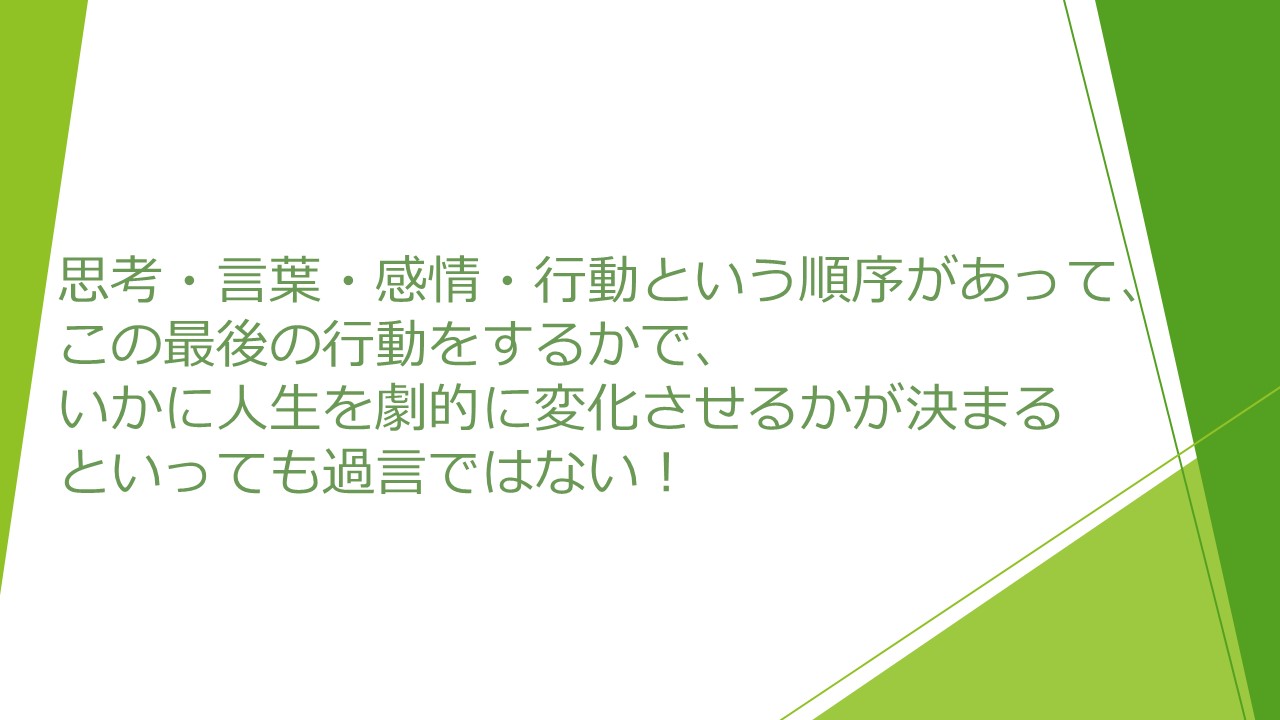 思考・言葉・感情・行動という順序があって、
この最後の行動をするかで、
いかに人生を劇的に変化させるかが決まる
といっても過言ではない！